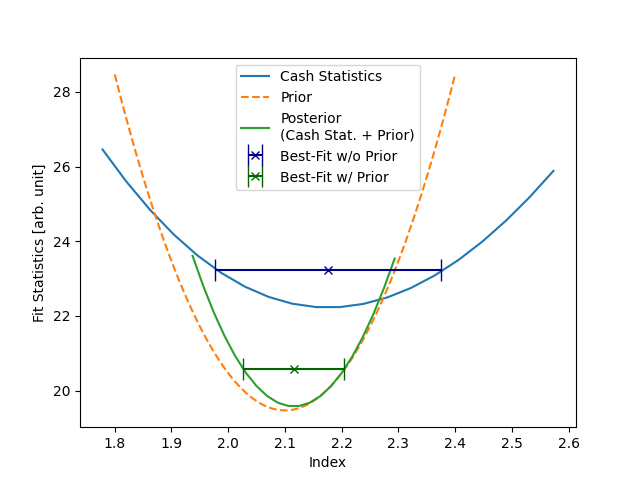 Cash Statistics
Prior
Posterior
(Cash Stat. + Prior)
Best-Fit w/o Prior
Best-Fit w/ Prior
Fit Statistics [arb. unit]
28
26
24
22
20
1.8 1.9 2.0 2.1 2.2 2.3 2.4 2.5 2.6
Index